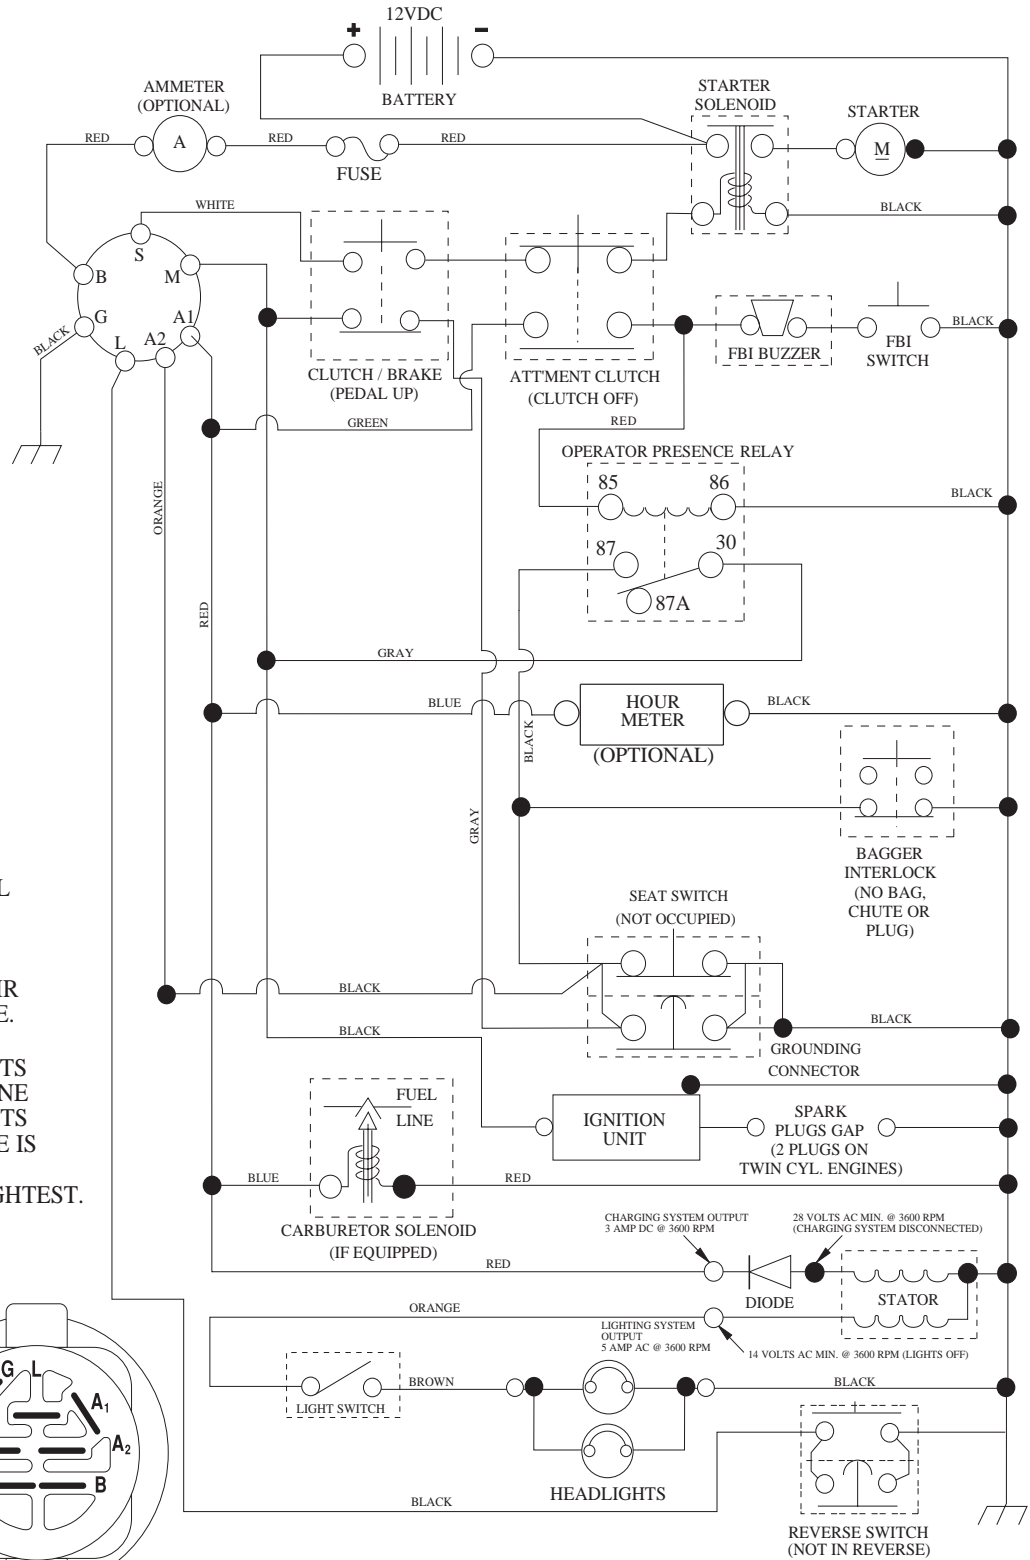 12VDC
+
-
BATTERY
AMMETER
(OPTIONAL)
RED
A
RED
FUSE
RED
STARTER
SOLENOID
STARTER
M
BLACK
WHITE
S
B
M
G
A1
L
A2
BLACK
CLUTCH / BRAKE
(PEDAL UP)
ATT'MENT CLUTCH
(CLUTCH OFF)
FBI BUZZER
FBI
SWITCH
BLACK
GREEN
RED
OPERATOR PRESENCE RELAY
85
86
87
30
87A
BLACK
ORANGE
RED
GRAY
BLUE
HOUR
METER
(OPTIONAL)
BLACK
BLACK
GRAY
BAGGER
INTERLOCK
(NO BAG,
CHUTE OR
PLUG)
SEAT SWITCH
(NOT OCCUPIED)
BLACK
BLACK
BLACK
GROUNDING
CONNECTOR
L
IR
E.
TS
NE
TS
E IS
GHTEST.
FUEL
LINE
IGNITION
UNIT
SPARK
PLUGS GAP
(2 PLUGS ON
TWIN CYL. ENGINES)
BLUE
RED
CARBURETOR SOLENOID
(IF EQUIPPED)
CHARGING SYSTEM OUTPUT
3 AMP DC @ 3600 RPM
28 VOLTS AC MIN. @ 3600 RPM
(CHARGING SYSTEM DISCONNECTED)
RED
DIODE
STATOR
ORANGE
LIGHTING SYSTEM
OUTPUT
5 AMP AC @ 3600 RPM
14 VOLTS AC MIN. @ 3600 RPM (LIGHTS OFF)
LIGHT SWITCH
BROWN
BLACK
HEADLIGHTS
BLACK
REVERSE SWITCH
(NOT IN REVERSE)
G
L
A1
A2
B